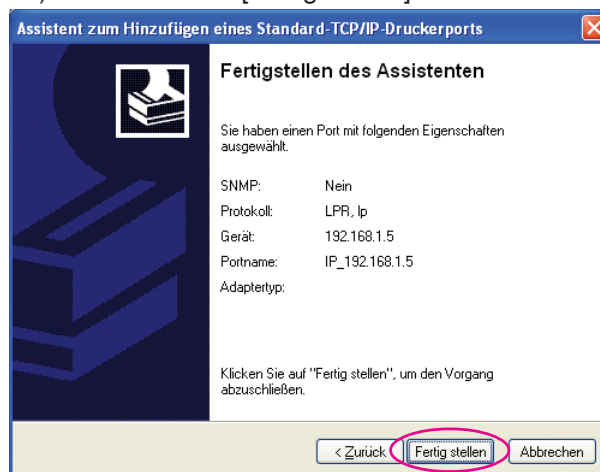 Assistent zum Hinzufügen eines Standard-TCP/IP-Druckerports
Fertigstellen des Assistenten
Sie haben einen Port mit folgenden Eigenschaften
ausgewählt.
SNMP: Nein
Protokoll: LPR, lp
Gerät: 192.168.1.5
Portname: IP_192.168.1.5
Adaptertyp:
Klicken Sie auf "Fertig stellen", um den Vorgang
abzuschließen.
< Zurück Fertig stellen Abbrechen